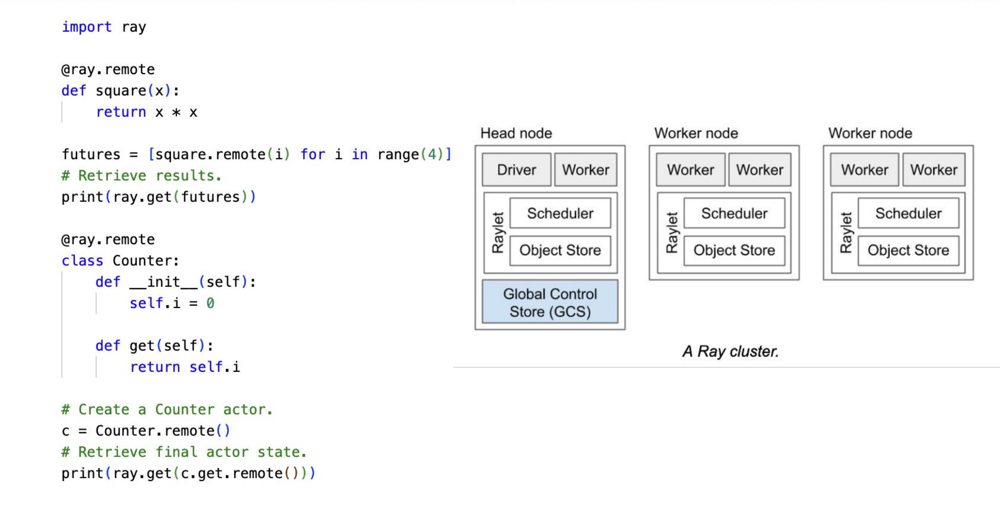 import ray
@ray.remote
def square(x):
    return x * x
futures = [square.remote(i) for i in range(4)]
# Retrieve results.
print(ray.get(futures))
@ray.remote
class Counter:
    def __init__(self):
        self.i = 0
    def get(self):
        return self.i
# Create a Counter actor.
c = Counter.remote()
# Retrieve final actor state.
print(ray.get(c.get.remote()))
Head node
Driver
Worker
Raylet
Scheduler
Object Store
Global Control
Store (GCS)
Worker node
Worker
Worker
Raylet
Scheduler
Object Store
Worker node
Worker
Worker
Raylet
Scheduler
Object Store
A Ray cluster.